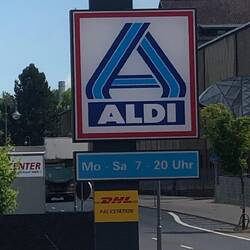 ALDI
Mo - Sa 7 - 20 Uhr
ENTER
DHL
PACKSTATION